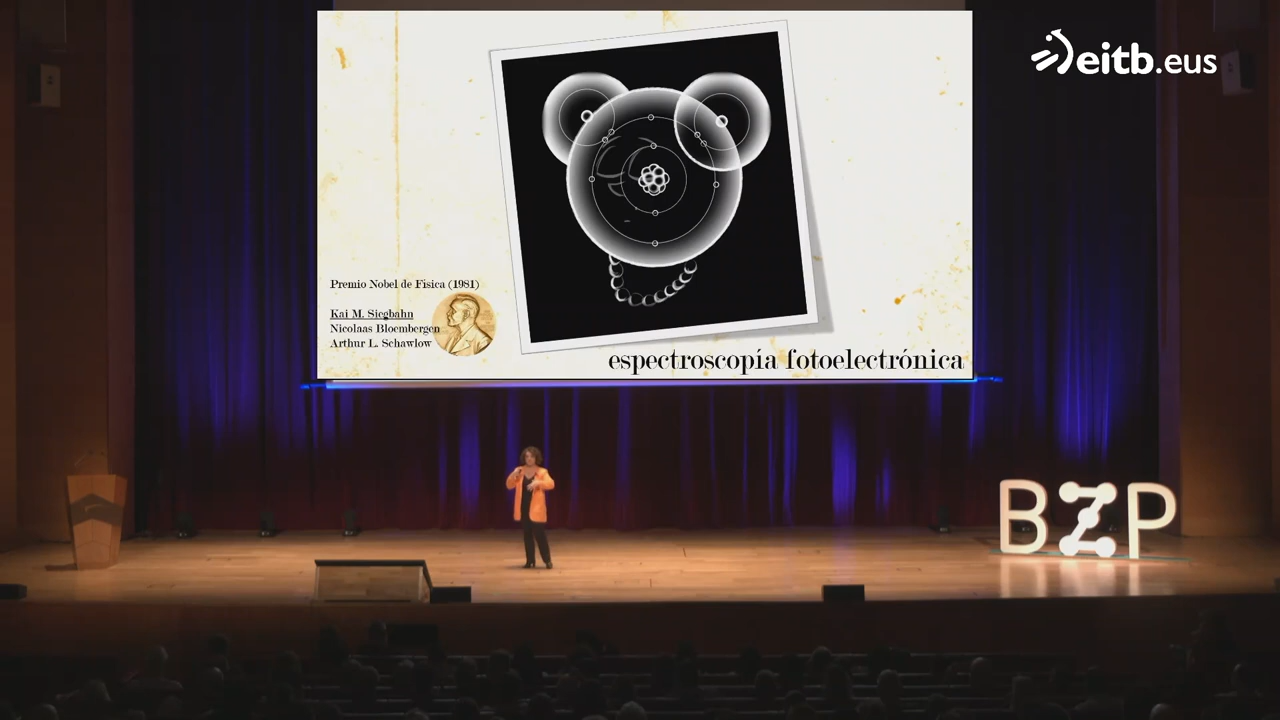 eitb.eus
Premio Nobel de Física (1981)
Kai M. Siegbahn
Nicolaas Bloembergen
Arthur L. Schawlow
espectroscopía fotoelectrónica
BZP